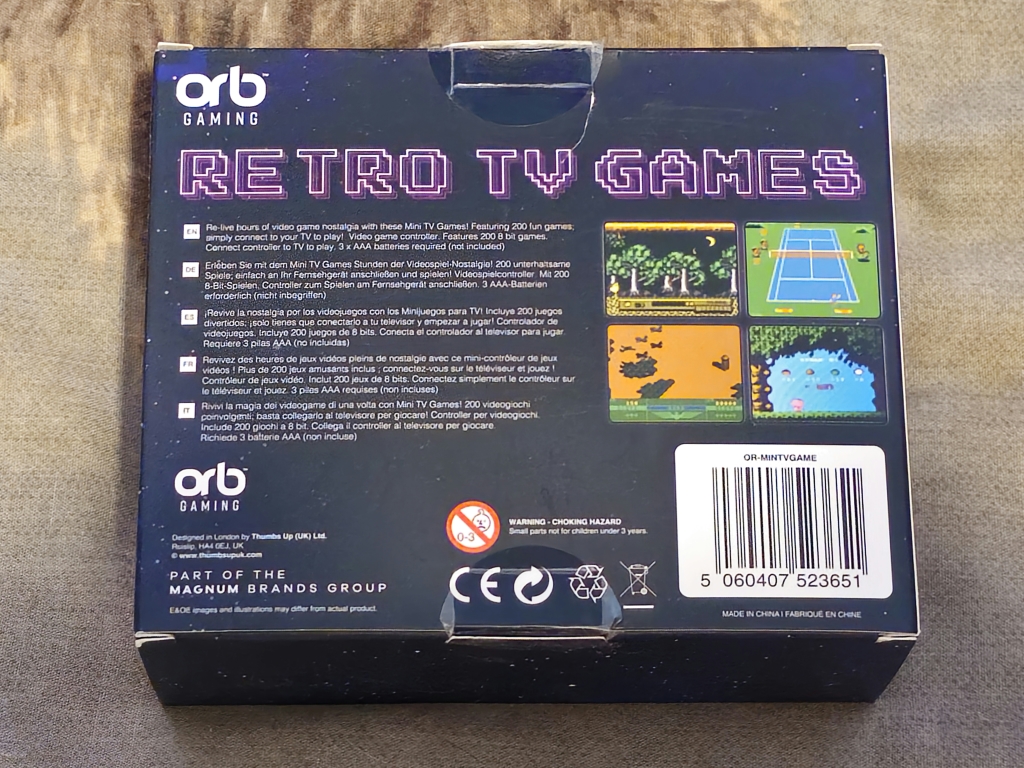 orb™
GAMING
RETRO TV GAMES
EN
Re-live hours of video game nostalgia with these Mini TV Games! Featuring 200 fun games;
simply connect to your TV to play! Video game controller. Features 200 8 bit games.
Connect controller to TV to play. 3 x AAA batteries required (not included)
DE
Erleben Sie mit dem Mini TV Games Stunden der Videospiel-Nostalgie! 200 unterhaltsame
Spiele; einfach an Ihr Fernsehgerät anschließen und spielen! Videospielcontroller. Mit 200
8-Bit-Spielen. Controller zum Spielen am Fernsehgerät anschließen. 3 AAA-Batterien
erforderlich (nicht inbegriffen)
ES
¡Revive la nostalgia por los videojuegos con los Minijuegos para TV! Incluye 200 juegos
divertidos; ¡solo tienes que conectarlo a tu televisor y empezar a jugar! Controlador de
videojuegos. Incluye 200 juegos de 8 bits. Conecta el controlador al televisor para jugar.
Requiere 3 pilas AAA (no incluidas)
FR
Revivez des heures de jeux vidéos pleins de nostalgie avec ce mini-contrôleur de jeux
vidéos ! Plus de 200 jeux amusants inclus ; connectez-vous sur le téléviseur et jouez !
Contrôleur de jeux vidéo. Inclut 200 jeux de 8 bits. Connectez simplement le contrôleur sur
le téléviseur et jouez. 3 piles AAA requises (non incluses)
IT
Rivivi la magia dei videogame di una volta con Mini TV Games! 200 videogiochi
coinvolgenti; basta collegarlo al televisore per giocare! Controller per videogiochi.
Include 200 giochi a 8 bit. Collega il controller al televisore per giocare.
Richiede 3 batterie AAA (non incluse)
orb™
GAMING
Designed in London by Thumbs Up (UK) Ltd.
Ruislip, HA4 6EJ, UK
© www.thumbsupuk.com
PART OF THE
MAGNUM BRANDS GROUP
E&OE images and illustrations may differ from actual product.
0-3
WARNING - CHOKING HAZARD
Small parts not for children under 3 years.
CE
OR-MINTVGAME
5 060407 523651
MADE IN CHINA I FABRIQUÉ EN CHINE